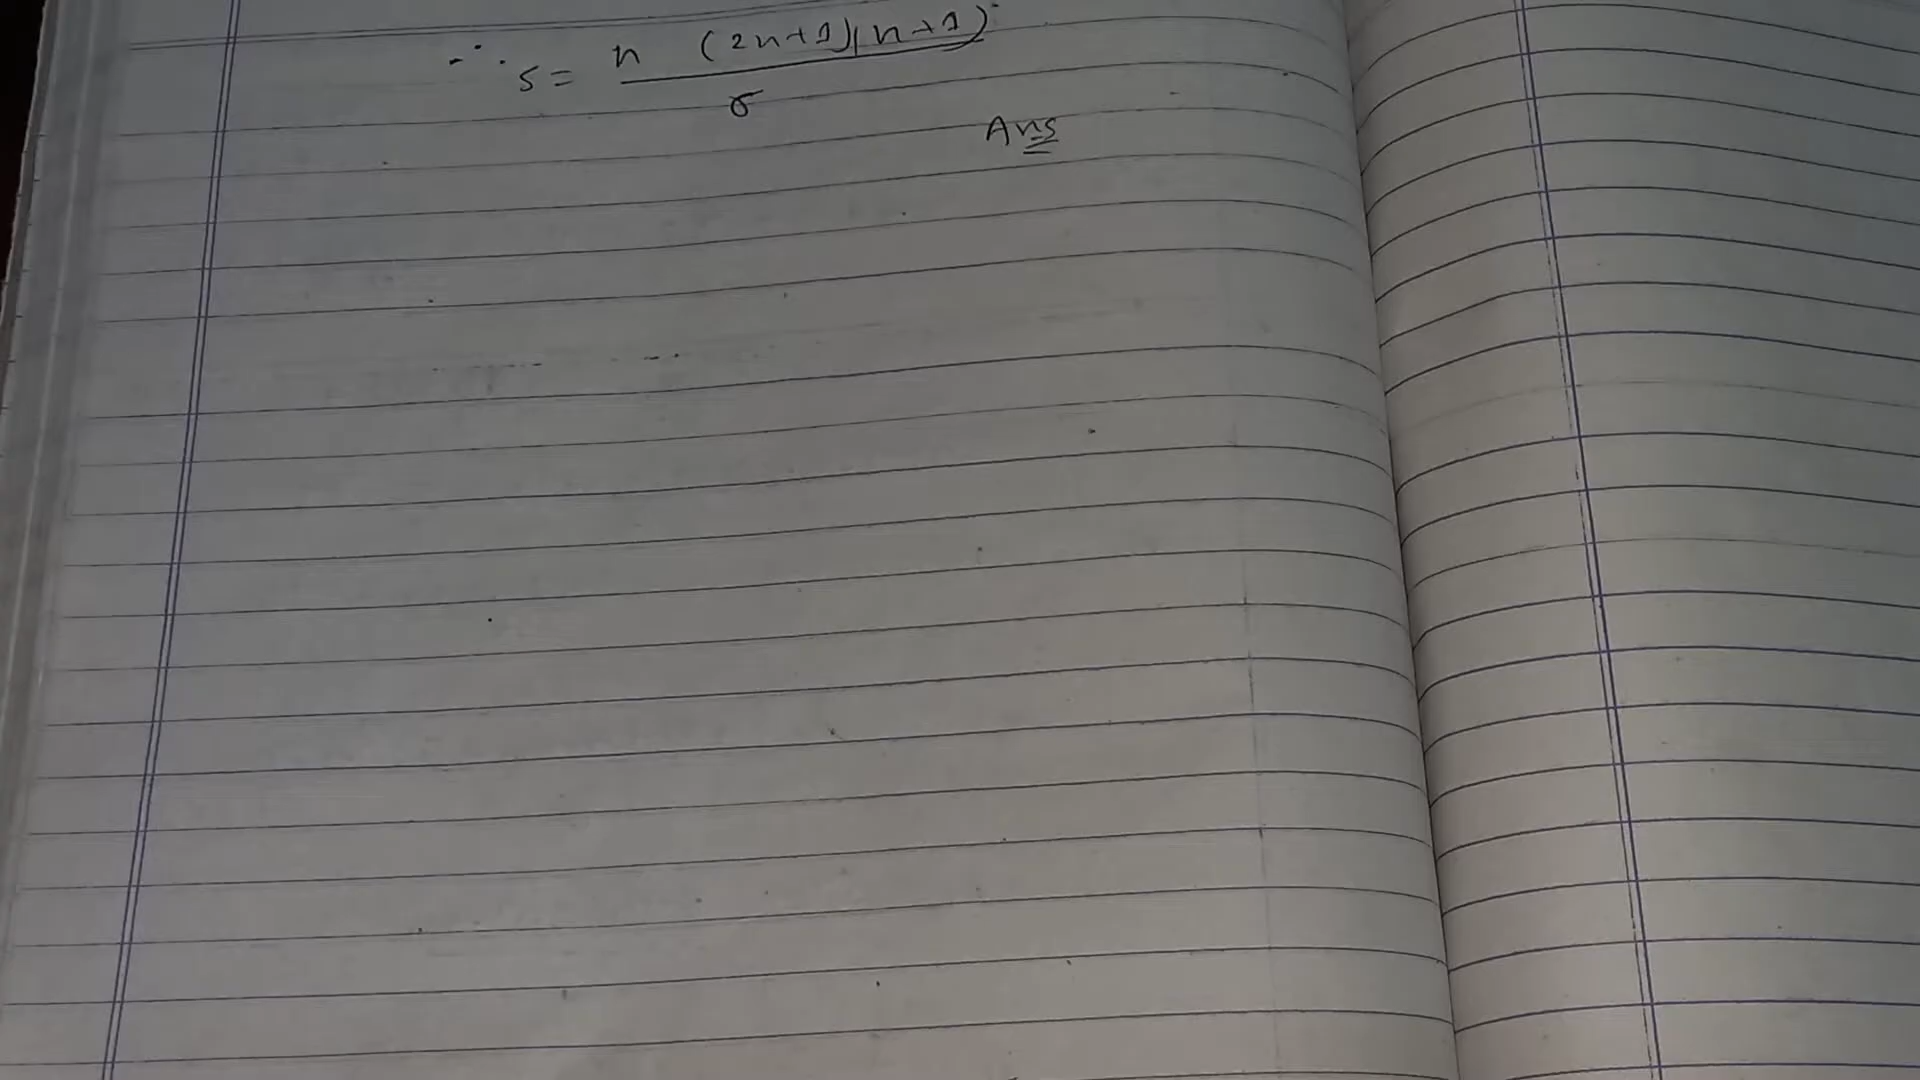 ∴ S = n (2n+1)(n+1)
6
Ans